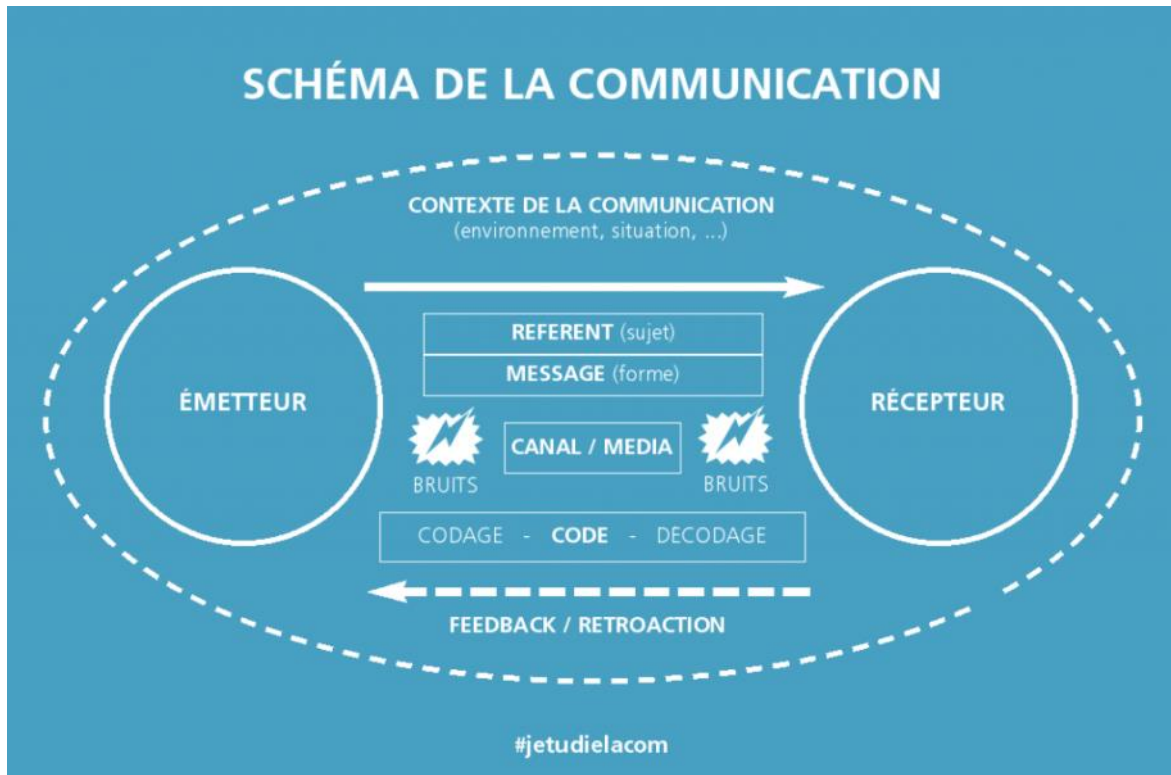 SCHÉMA DE LA COMMUNICATION
CONTEXTE DE LA COMMUNICATION
(environnement, situation, ...)
REFERENT (sujet)
MESSAGE (forme)
ÉMETTEUR
RÉCEPTEUR
CANAL / MEDIA
BRUITS
BRUITS
CODAGE - CODE - DECODAGE
FEEDBACK / RETROACTION
#jetudielacom